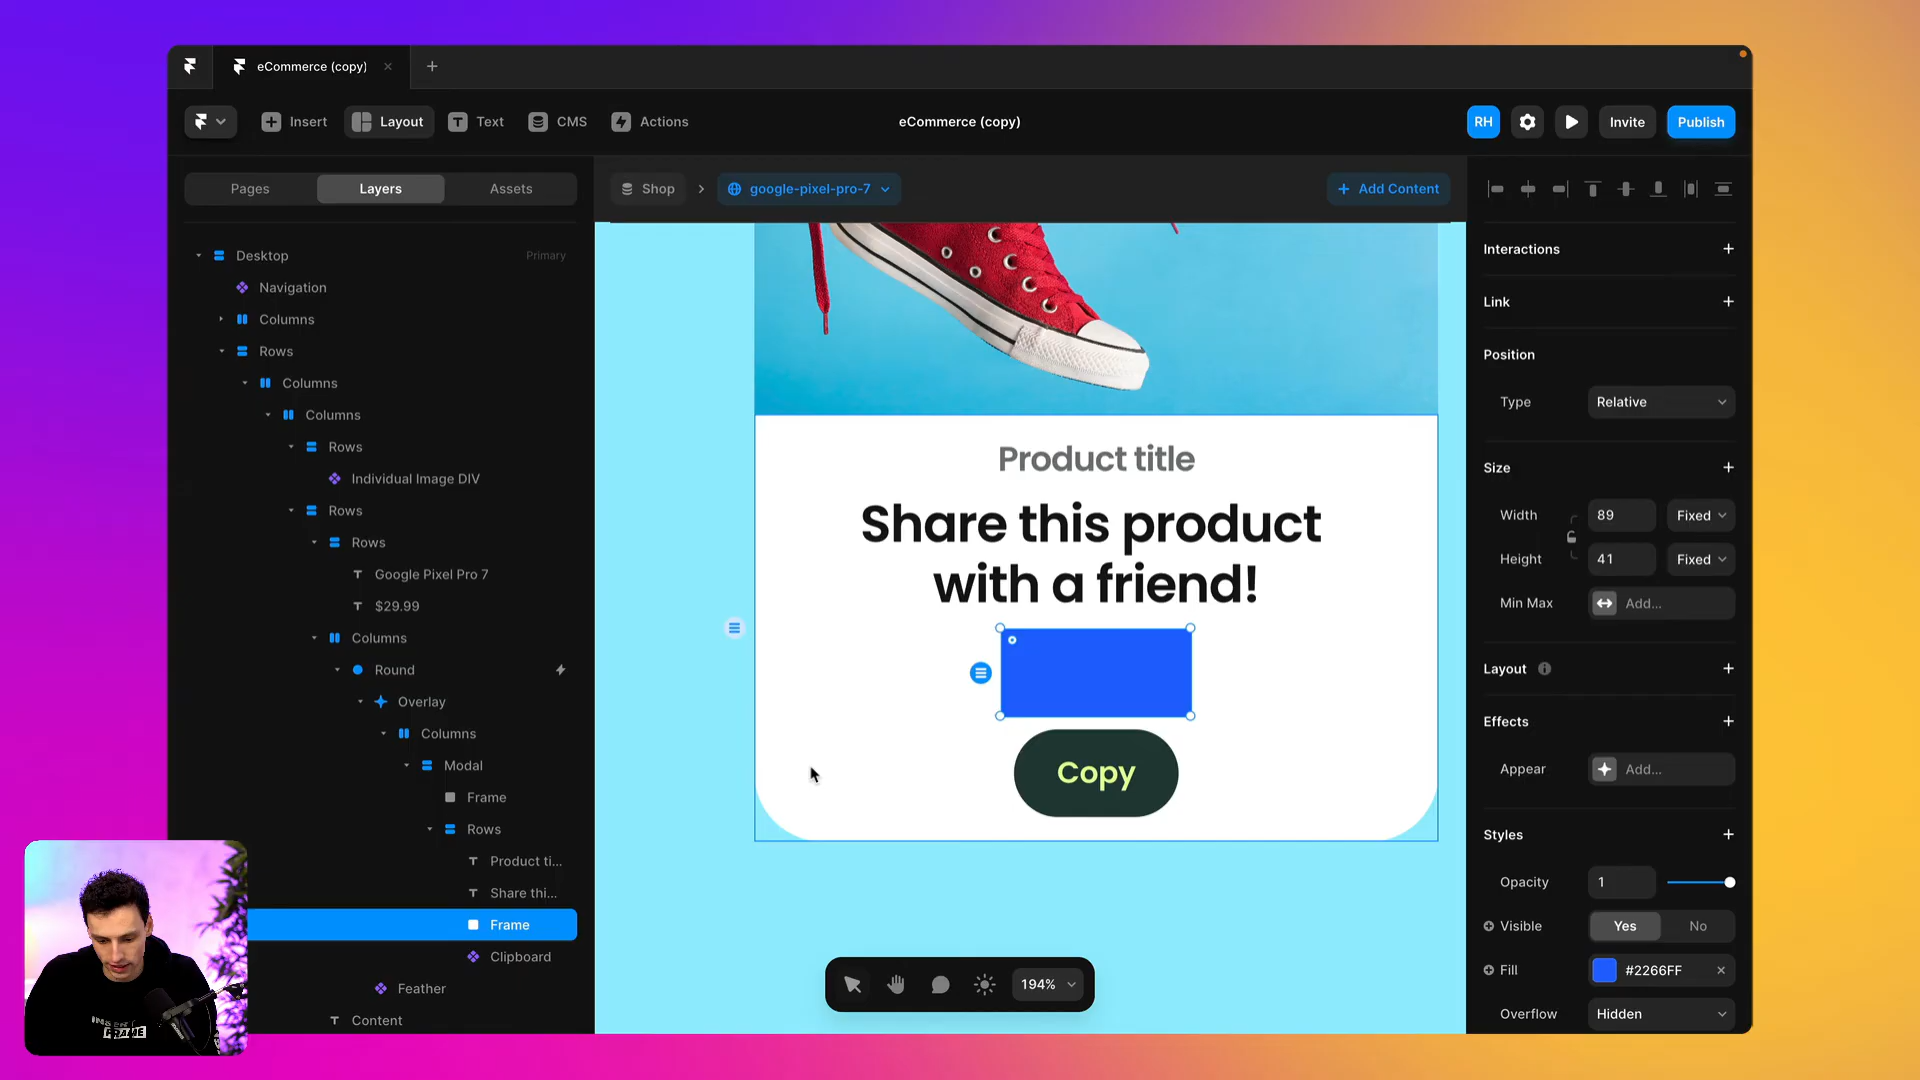 eCommerce (copy)
Insert
Layout
Text
CMS
Actions
eCommerce (copy)
RH
Invite
Publish
Pages
Layers
Assets
Shop
google-pixel-pro-7
Add Content
Desktop
Primary
Navigation
Columns
Rows
Columns
Columns
Rows
Individual Image DIV
Rows
Rows
Google Pixel Pro 7
$29.99
Columns
Round
Overlay
Columns
Modal
Frame
Rows
Product ti...
Share thi...
Frame
Clipboard
Feather
Content
Product title
Share this product
with a friend!
Copy
194%
Interactions
Link
Position
Type
Relative
Size
Width
89
Fixed
Height
41
Fixed
Min Max
Add...
Layout
Effects
Appear
Add...
Styles
Opacity
1
Visible
Yes
No
Fill
#2266FF
Overflow
Hidden
FRAME